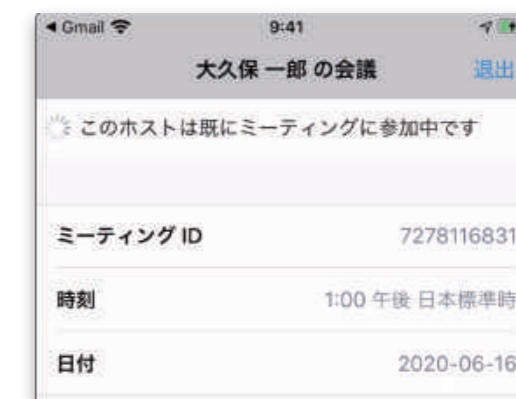 ◀ Gmail 9:41
大久保 一郎 の会議 退出
このホストは既にミーティングに参加中です
ミーティング ID 7278116831
時刻 1:00 午後 日本標準時
日付 2020-06-16